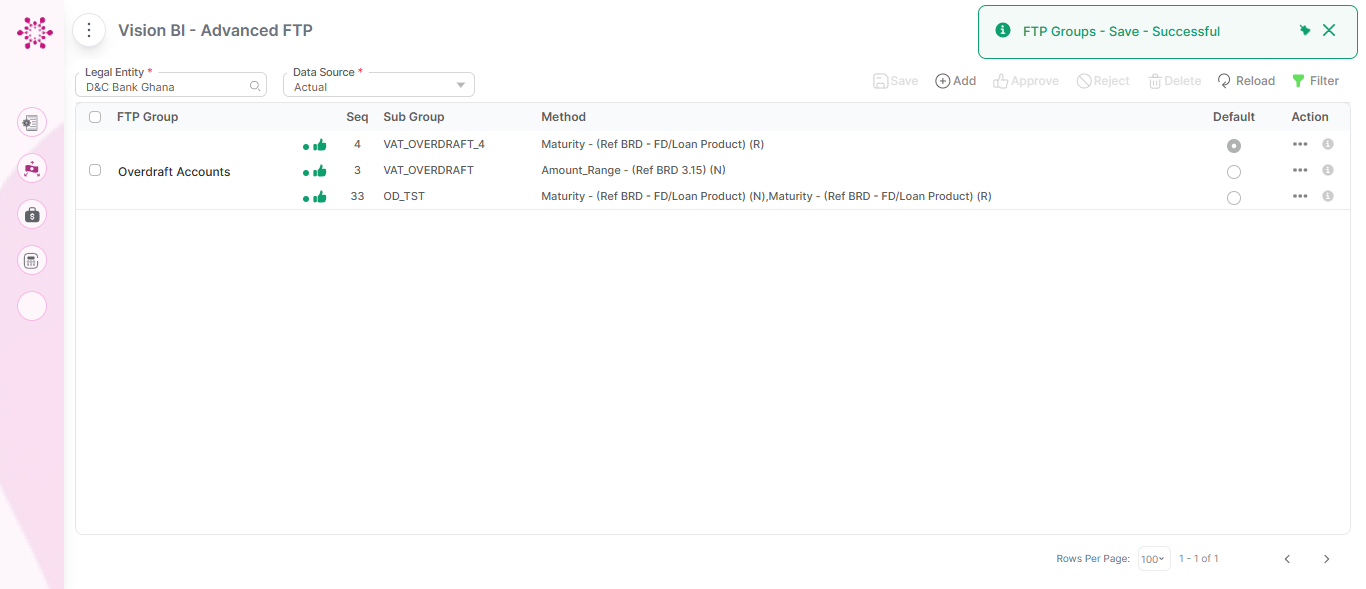 Vision BI - Advanced FTP
FTP Groups - Save - Successful
Legal Entity *
D&C Bank Ghana
Data Source *
Actual
Save Add Approve Reject Delete Reload Filter
FTP Group Seq Sub Group Method Default Action
4 VAT_OVERDRAFT_4 Maturity - (Ref BRD - FD/Loan Product) (R)
Overdraft Accounts 3 VAT_OVERDRAFT Amount_Range - (Ref BRD 3.15) (N)
33 OD_TST Maturity - (Ref BRD - FD/Loan Product) (N),Maturity - (Ref BRD - FD/Loan Product) (R)
Rows Per Page: 100 1 - 1 of 1